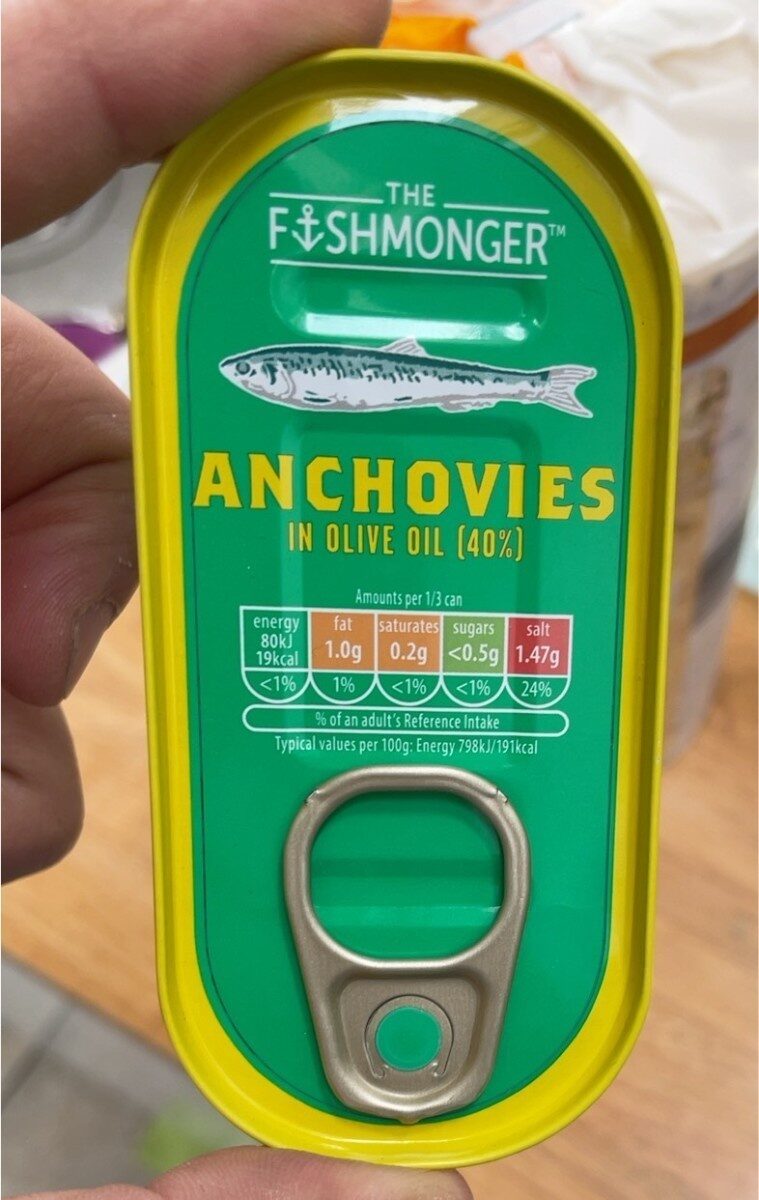 THE
FISHMONGER™
ANCHOVIES
IN OLIVE OIL (40%)
Amounts per 1/3 can
energy 80kJ 19kcal <1%
fat 1.0g 1%
saturates 0.2g <1%
sugars <0.5g <1%
salt 1.47g 24%
% of an adult's Reference Intake
Typical values per 100g: Energy 798kJ/191kcal